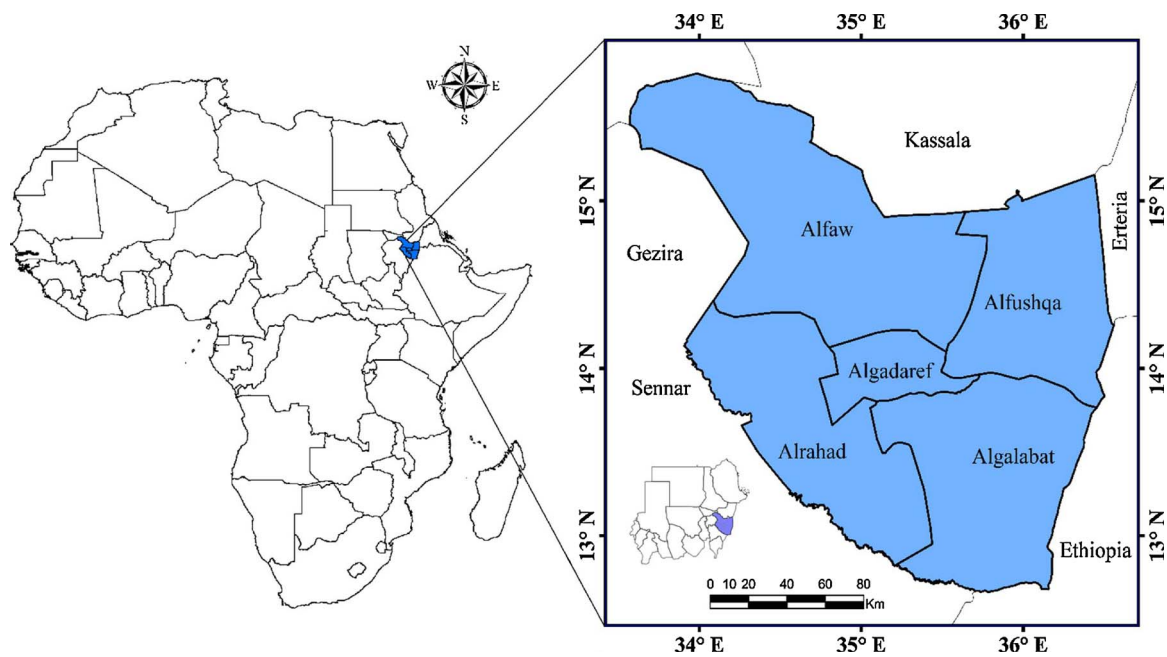 34° E 35° E 36° E
N
W E
S
Kassala
15° N 15° N
Erteria
Alfaw
Gezira
Alfushqa
14° N 14° N
Algadaref
Sennar
Alrahad
Algalabat
13° N 13° N
Ethiopia
0 10 20 40 60 80
Km
34° E 35° E 36° E